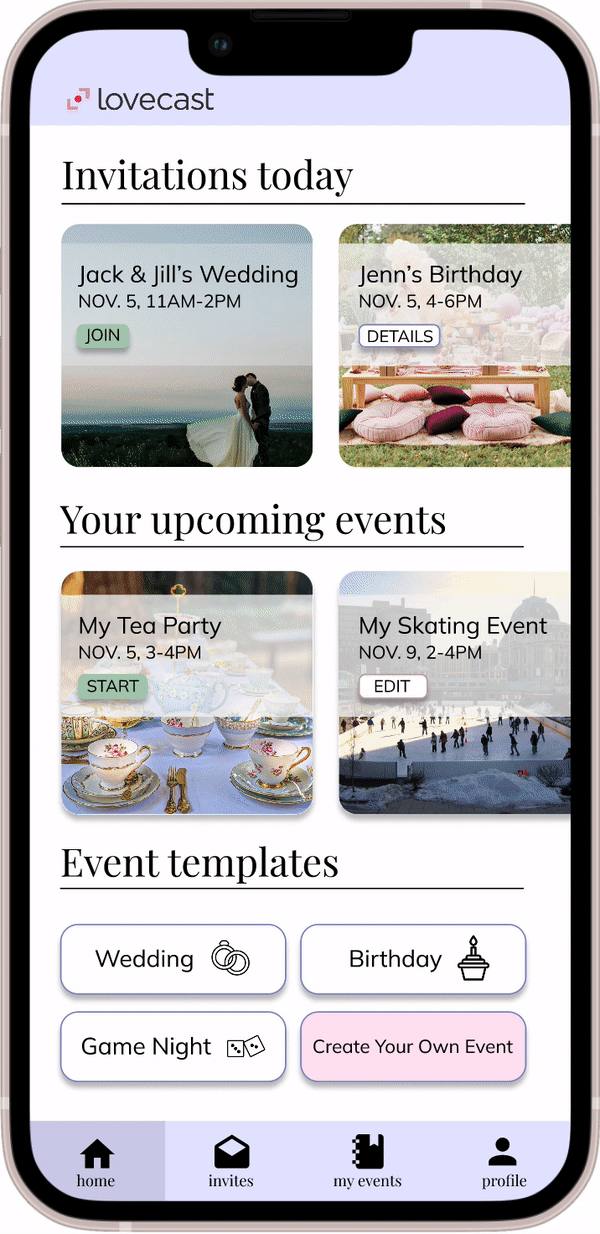 lovecast
Invitations today
Jack & Jill's Wedding
NOV. 5, 11AM-2PM
JOIN
Jenn's Birthday
NOV. 5, 4-6PM
DETAILS
Your upcoming events
My Tea Party
NOV. 5, 3-4PM
START
My Skating Event
NOV. 9, 2-4PM
EDIT
Event templates
Wedding
Birthday
Game Night
Create Your Own Event
home
invites
my events
profile